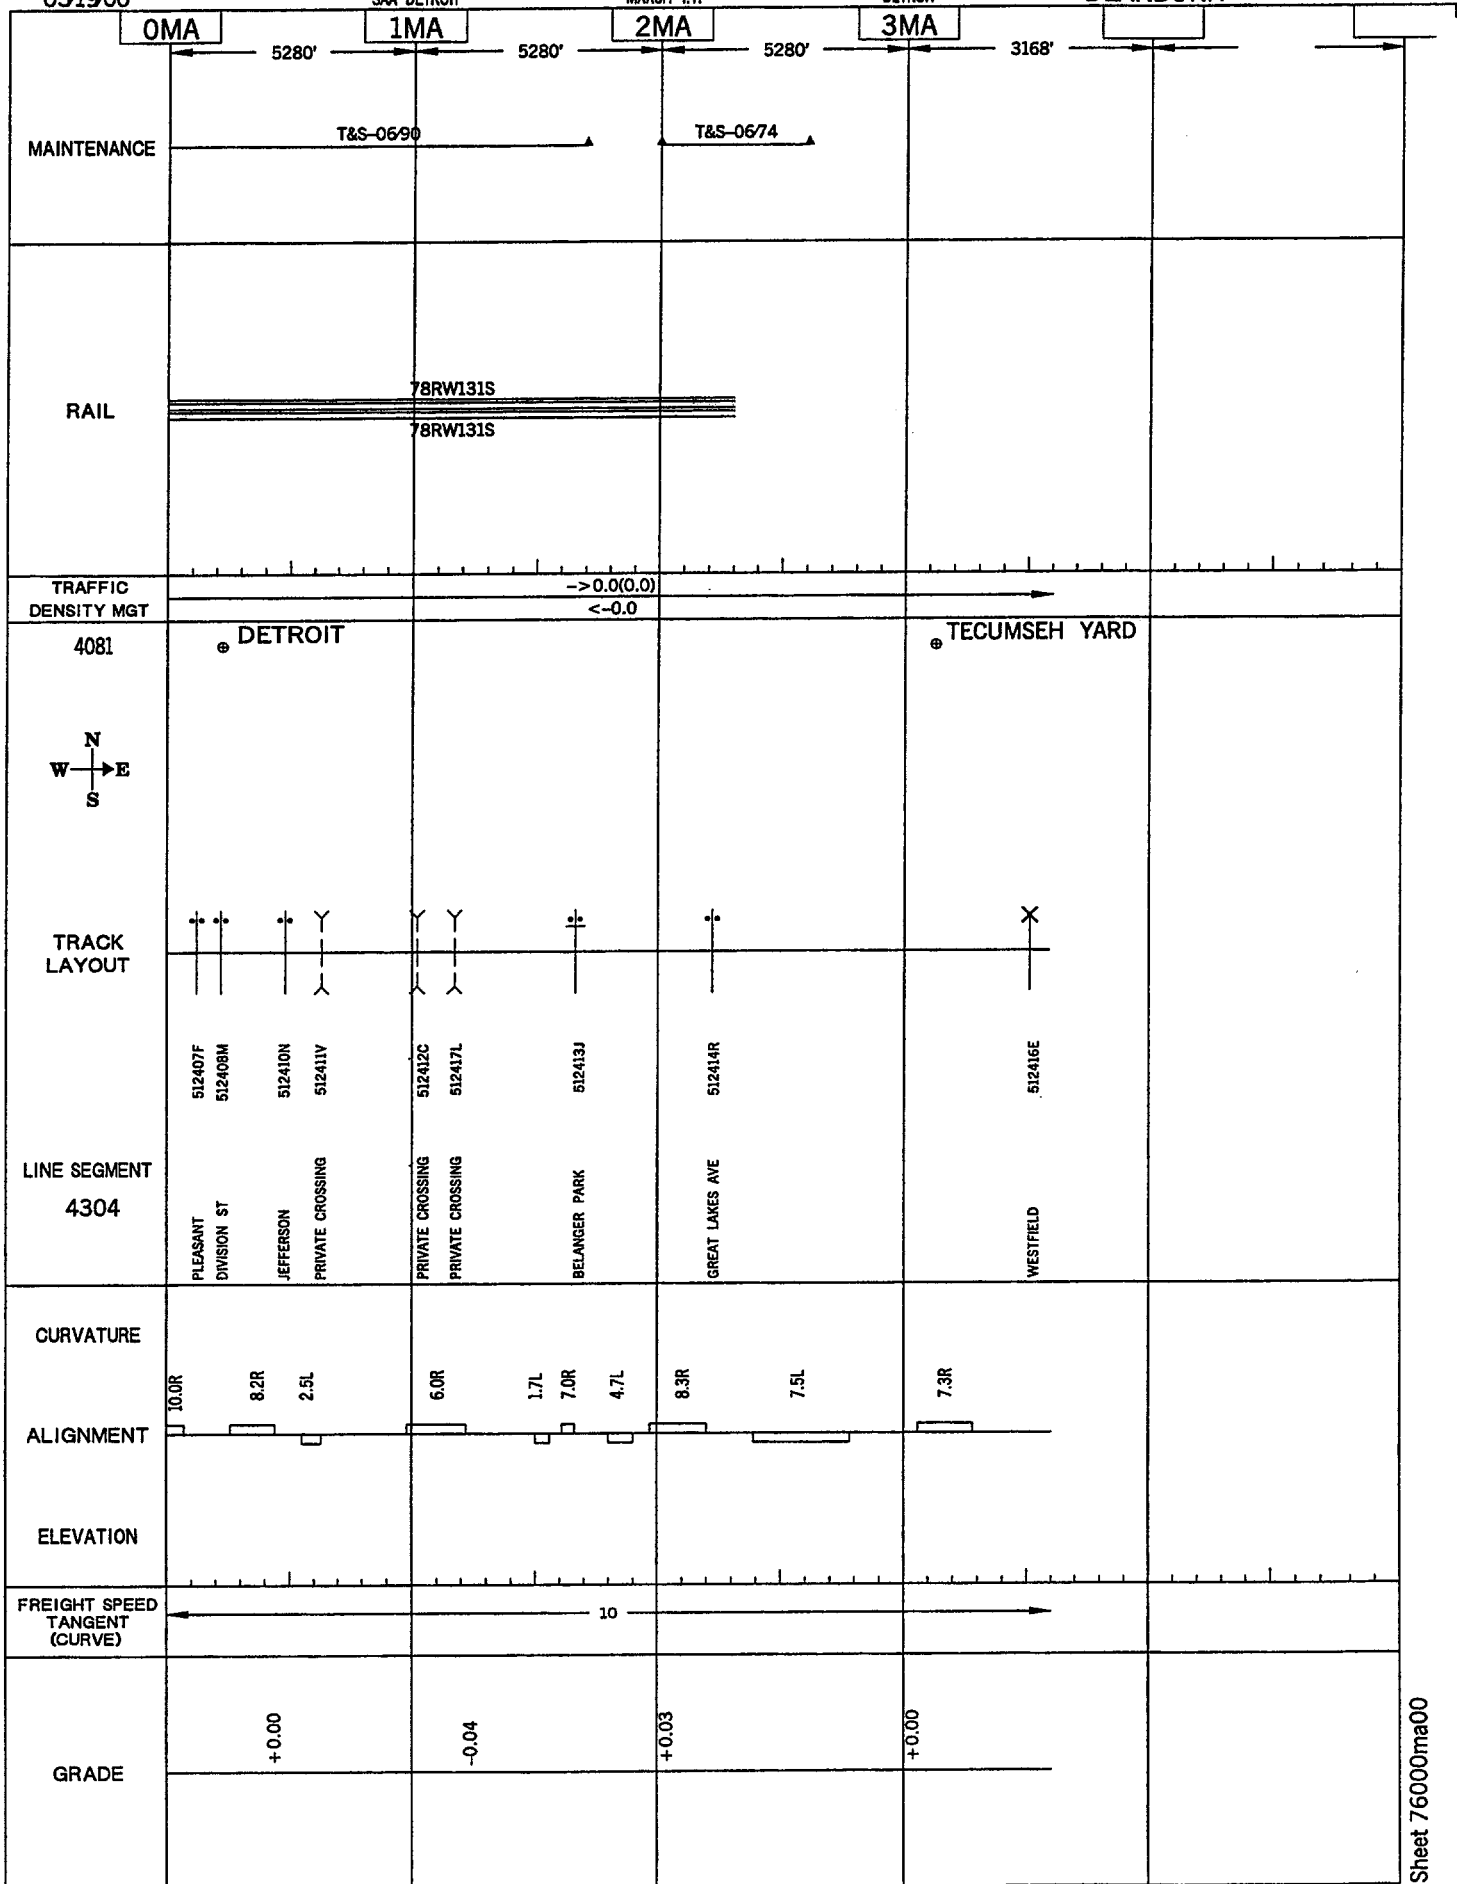 0MA 1MA 2MA 3MA
5280' 5280' 5280' 3168'
MAINTENANCE
T&S-06/90 T&S-06/74
RAIL
78RW131S
78RW131S
TRAFFIC
DENSITY MGT
->0.0(0.0)
<-0.0
4081
DETROIT
TECUMSEH YARD
N
W E
S
TRACK
LAYOUT
512407F
512408M
512410N
512411V
512412C
512417L
512413J
512414R
512416E
LINE SEGMENT
4304
PLEASANT
DIVISION ST
JEFFERSON
PRIVATE CROSSING
PRIVATE CROSSING
PRIVATE CROSSING
BELANGER PARK
GREAT LAKES AVE
WESTFIELD
CURVATURE
10.0R
8.2R
2.5L
6.0R
1.7L
7.0R
4.7L
8.3R
7.5L
7.3R
ALIGNMENT
ELEVATION
FREIGHT SPEED
TANGENT
(CURVE)
10
GRADE
+0.00
-0.04
+0.03
+0.00
Sheet 76000ma00